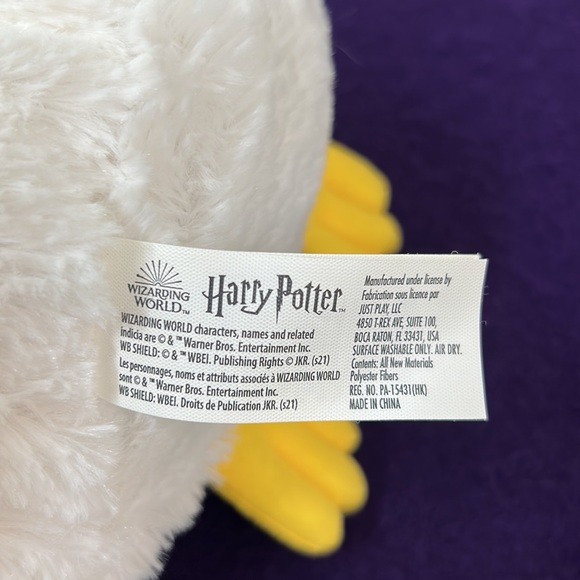 WIZARDING
WORLD™
Harry Potter™
WIZARDING WORLD characters, names and related
indicia are © & ™ Warner Bros. Entertainment Inc.
WB SHIELD: © & ™ WBEI. Publishing Rights © JKR. (s21)
Les personnages, noms et attributs associés à WIZARDING WORLD
sont © & ™ Warner Bros. Entertainment Inc.
WB SHIELD: WBEI. Droits de Publication JKR. (s21)
Manufactured under license by
Fabrication sous licence par
JUST PLAY, LLC
4850 T-REX AVE, SUITE 100,
BOCA RATON, FL 33431, USA
SURFACE WASHABLE ONLY. AIR DRY.
Contents: All New Materials
Polyester Fibers
REG. NO. PA-15431(HK)
MADE IN CHINA